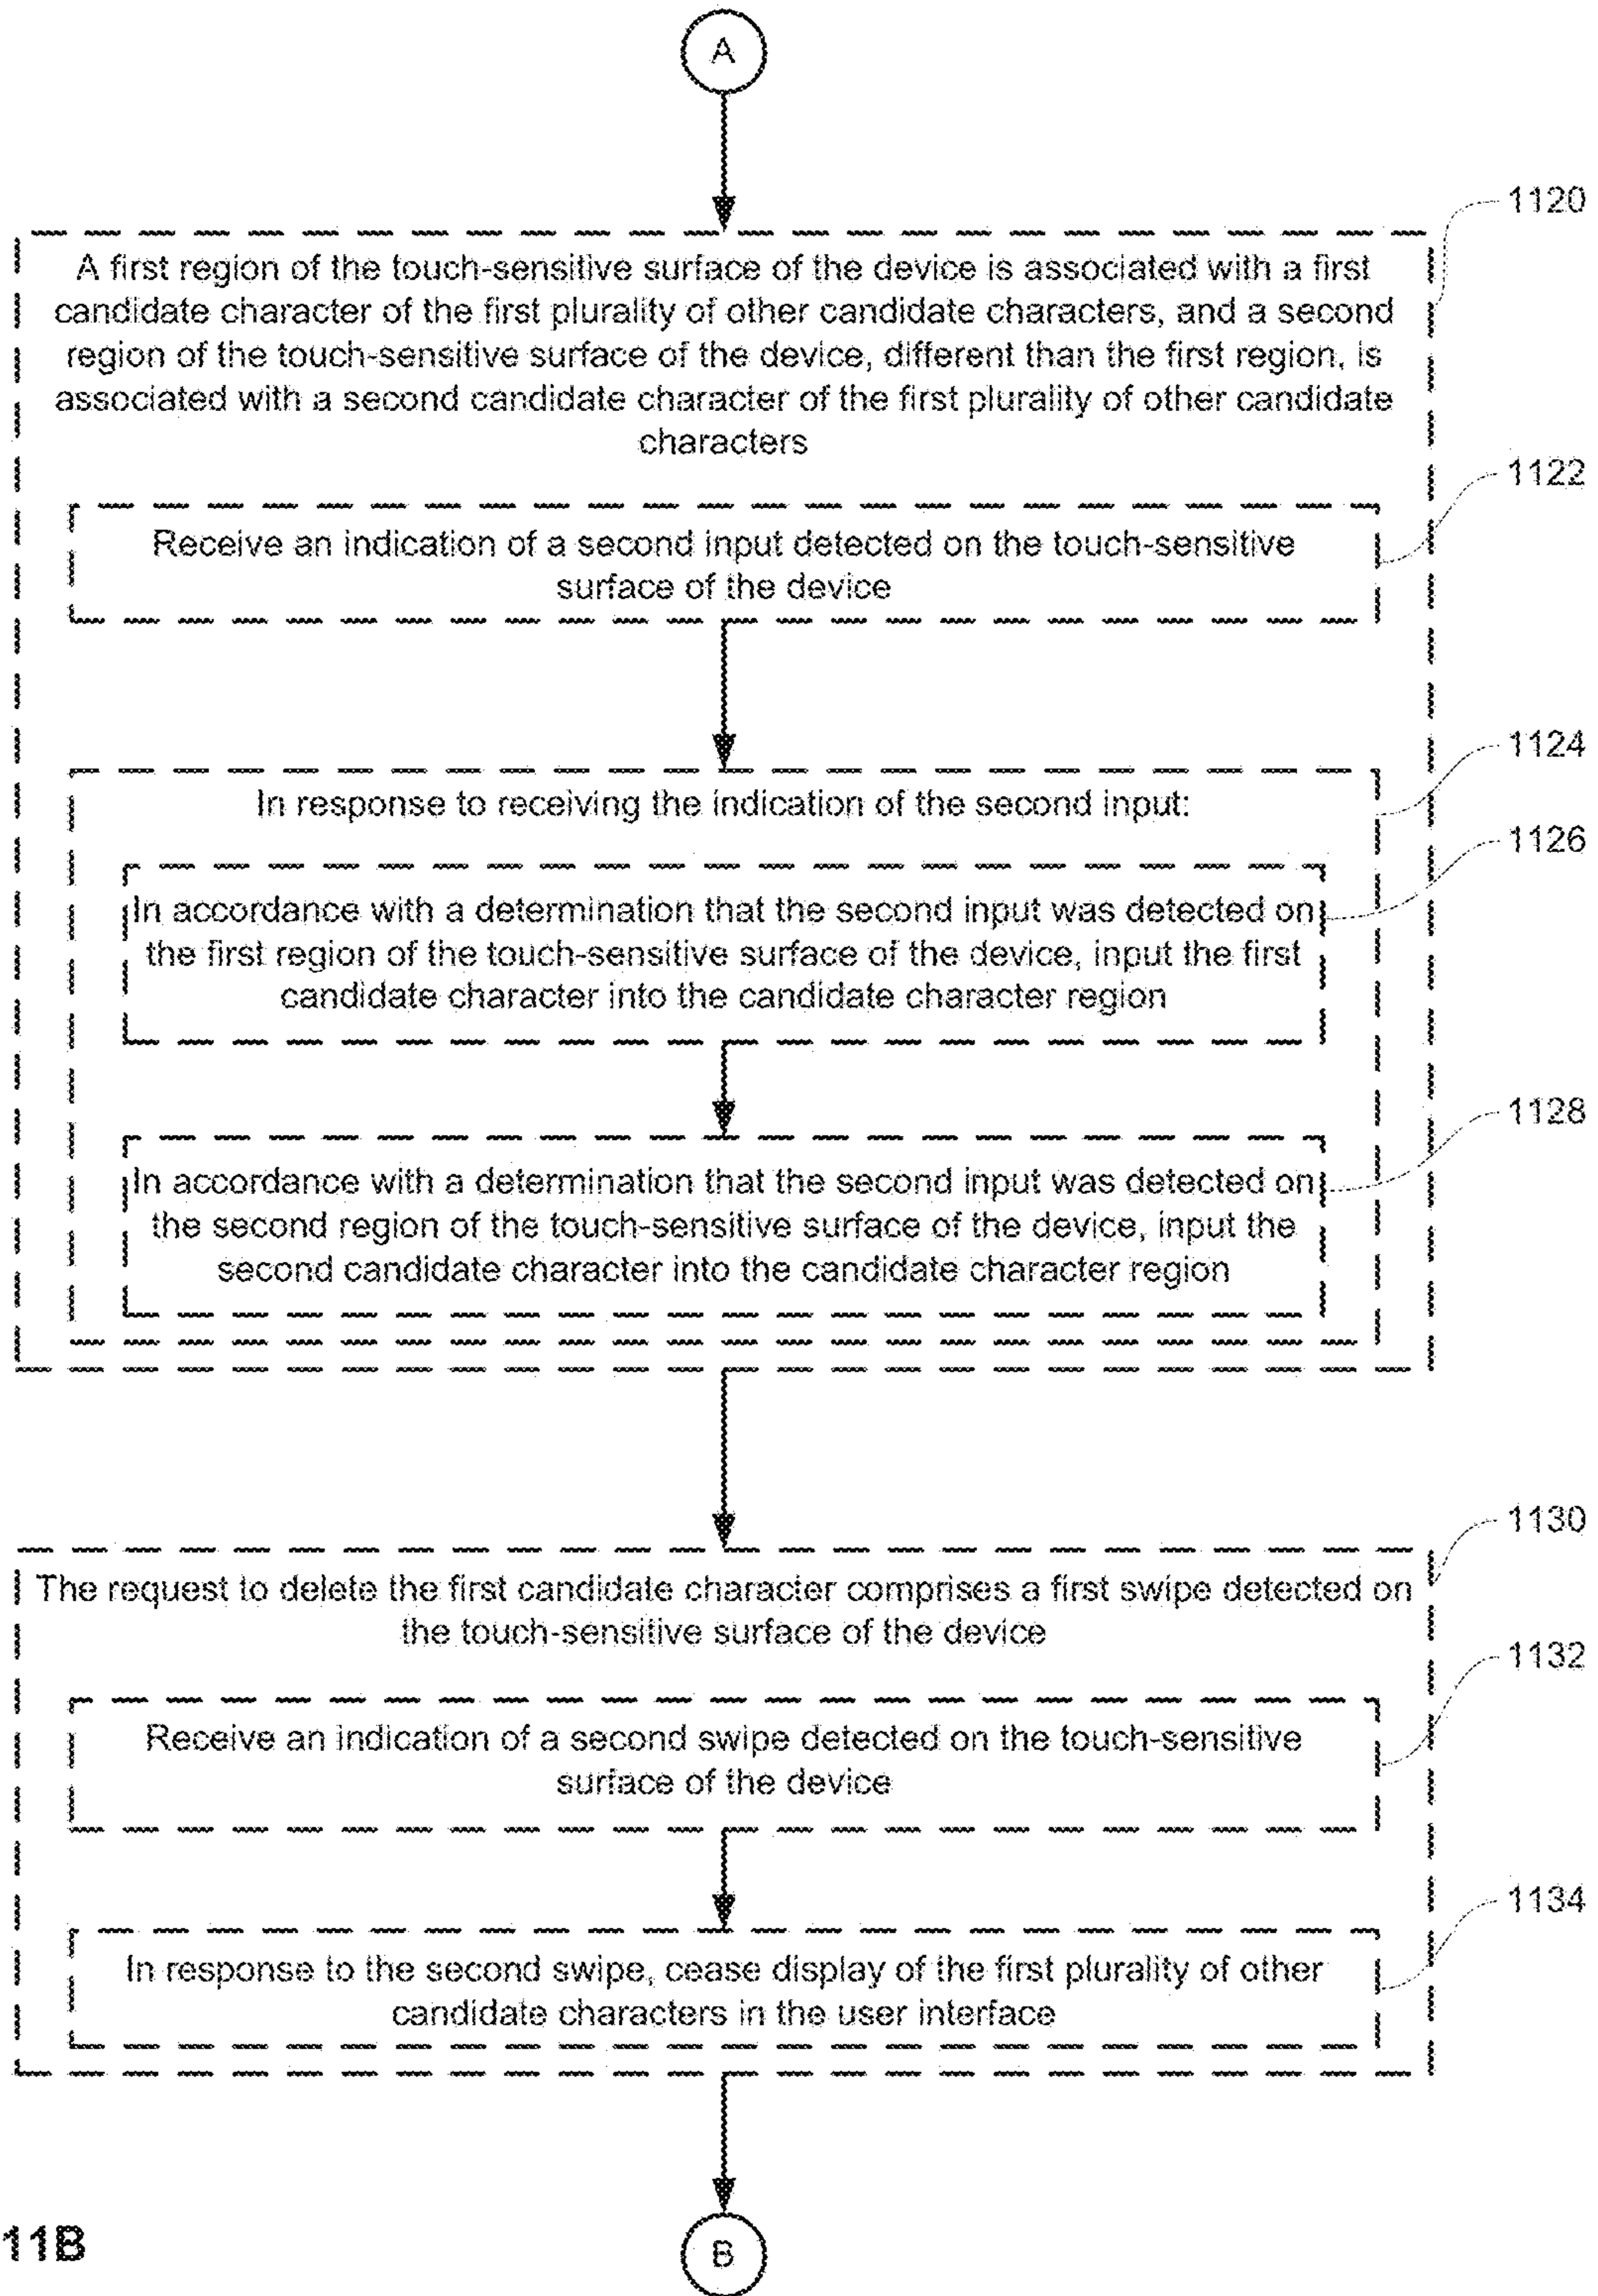 A
1120
A first region of the touch-sensitive surface of the device is associated with a first
candidate character of the first plurality of other candidate characters, and a second
region of the touch-sensitive surface of the device, different than the first region, is
associated with a second candidate character of the first plurality of other candidate
characters
1122
Receive an indication of a second input detected on the touch-sensitive
surface of the device
1124
In response to receiving the indication of the second input:
1126
In accordance with a determination that the second input was detected on
the first region of the touch-sensitive surface of the device, input the first
candidate character into the candidate character region
1128
In accordance with a determination that the second input was detected on
the second region of the touch-sensitive surface of the device, input the
second candidate character into the candidate character region
1130
The request to delete the first candidate character comprises a first swipe detected on
the touch-sensitive surface of the device
1132
Receive an indication of a second swipe detected on the touch-sensitive
surface of the device
1134
In response to the second swipe, cease display of the first plurality of other
candidate characters in the user interface
11B
B